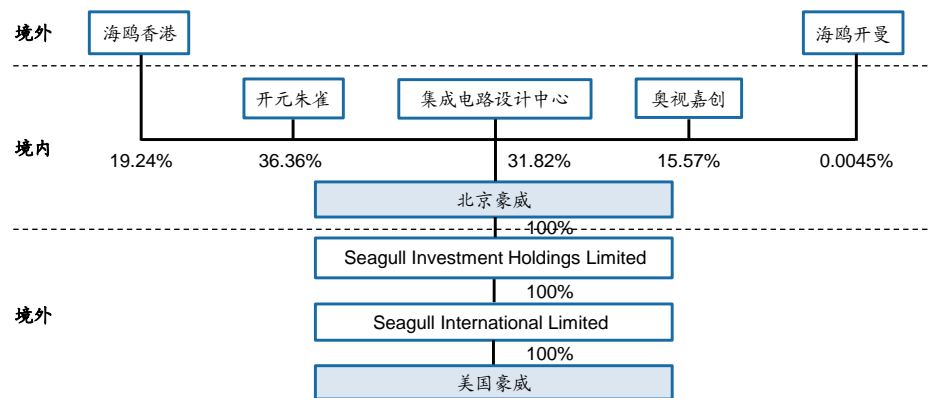 境外
海鸥香港
海鸥开曼
开元朱雀
集成电路设计中心
奥视嘉创
境内
19.24%
36.36%
31.82%
15.57%
0.0045%
北京豪威
100%
Seagull Investment Holdings Limited
100%
境外
Seagull International Limited
100%
美国豪威